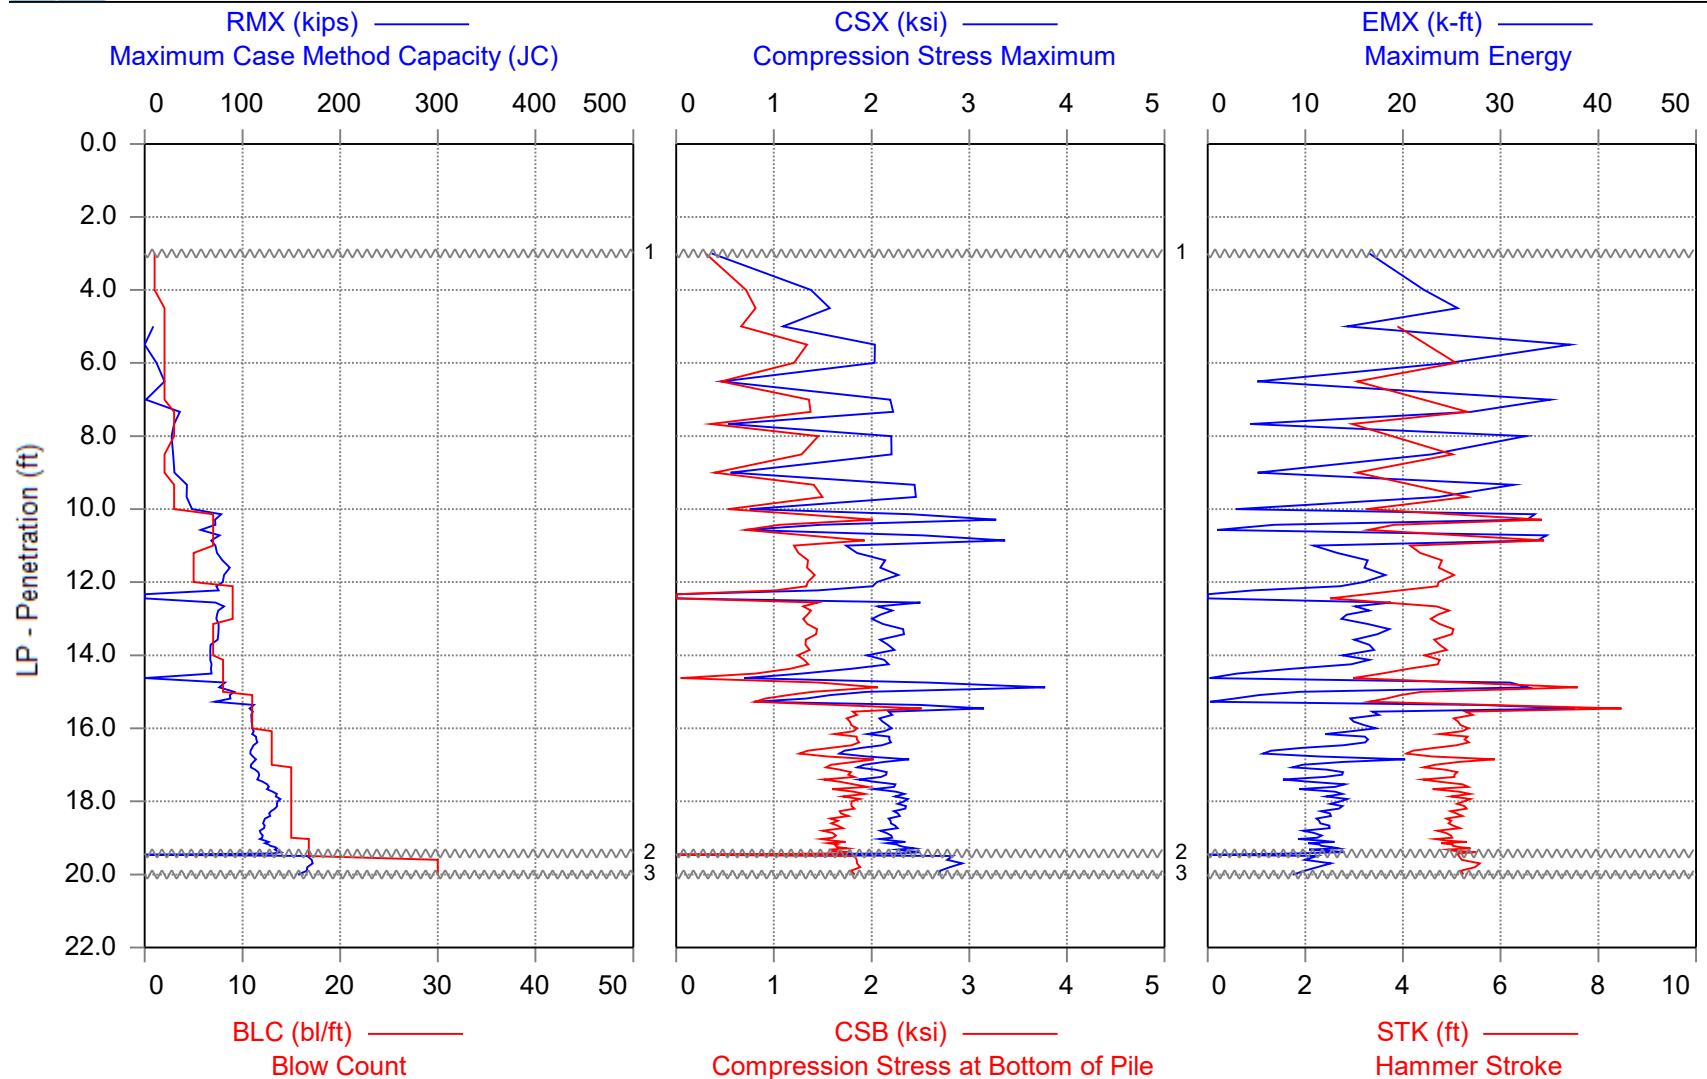 RMX (kips)
Maximum Case Method Capacity (JC)
CSX (ksi)
Compression Stress Maximum
EMX (k-ft)
Maximum Energy
0 100 200 300 400 500
0 1 2 3 4 5
0 10 20 30 40 50
LP - Penetration (ft)
0.0
2.0
4.0
6.0
8.0
10.0
12.0
14.0
16.0
18.0
20.0
22.0
1
2
3
1
2
3
0 10 20 30 40 50
0 1 2 3 4 5
0 2 4 6 8 10
BLC (bl/ft)
Blow Count
CSB (ksi)
Compression Stress at Bottom of Pile
STK (ft)
Hammer Stroke